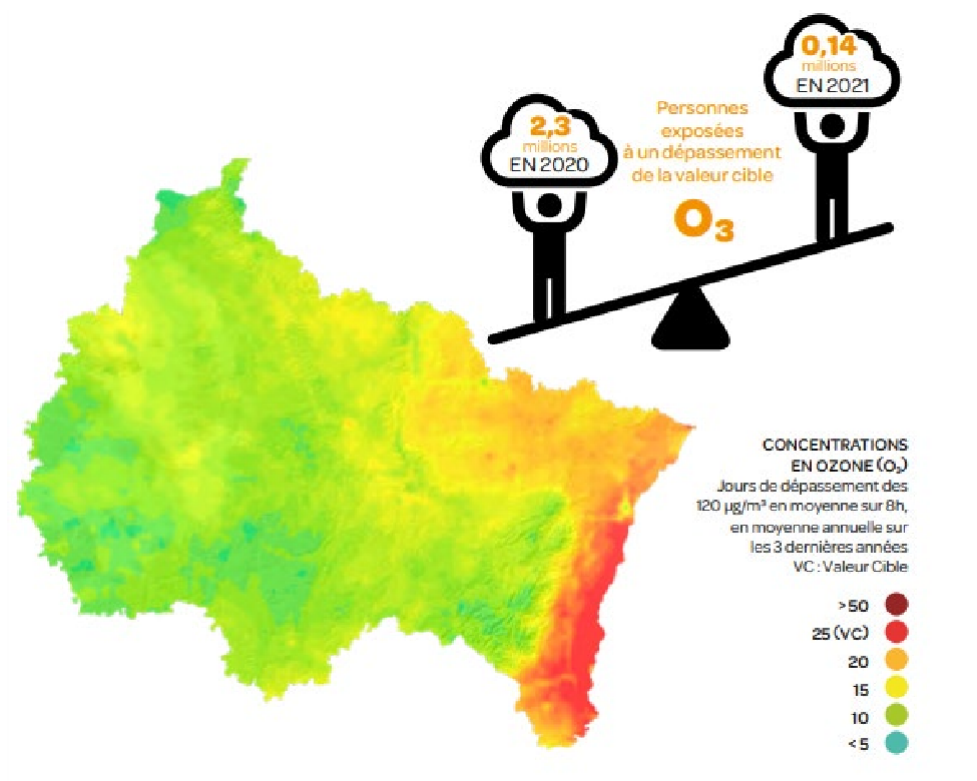 0,14
millions
EN 2021
2,3
millions
EN 2020
Personnes
exposées
à un dépassement
de la valeur cible
O₃
CONCENTRATIONS
EN OZONE (O₃)
Jours de dépassement des
120 µg/m³ en moyenne sur 8h,
en moyenne annuelle sur
les 3 dernières années
VC : Valeur Cible
>50
25 (VC)
20
15
10
<5